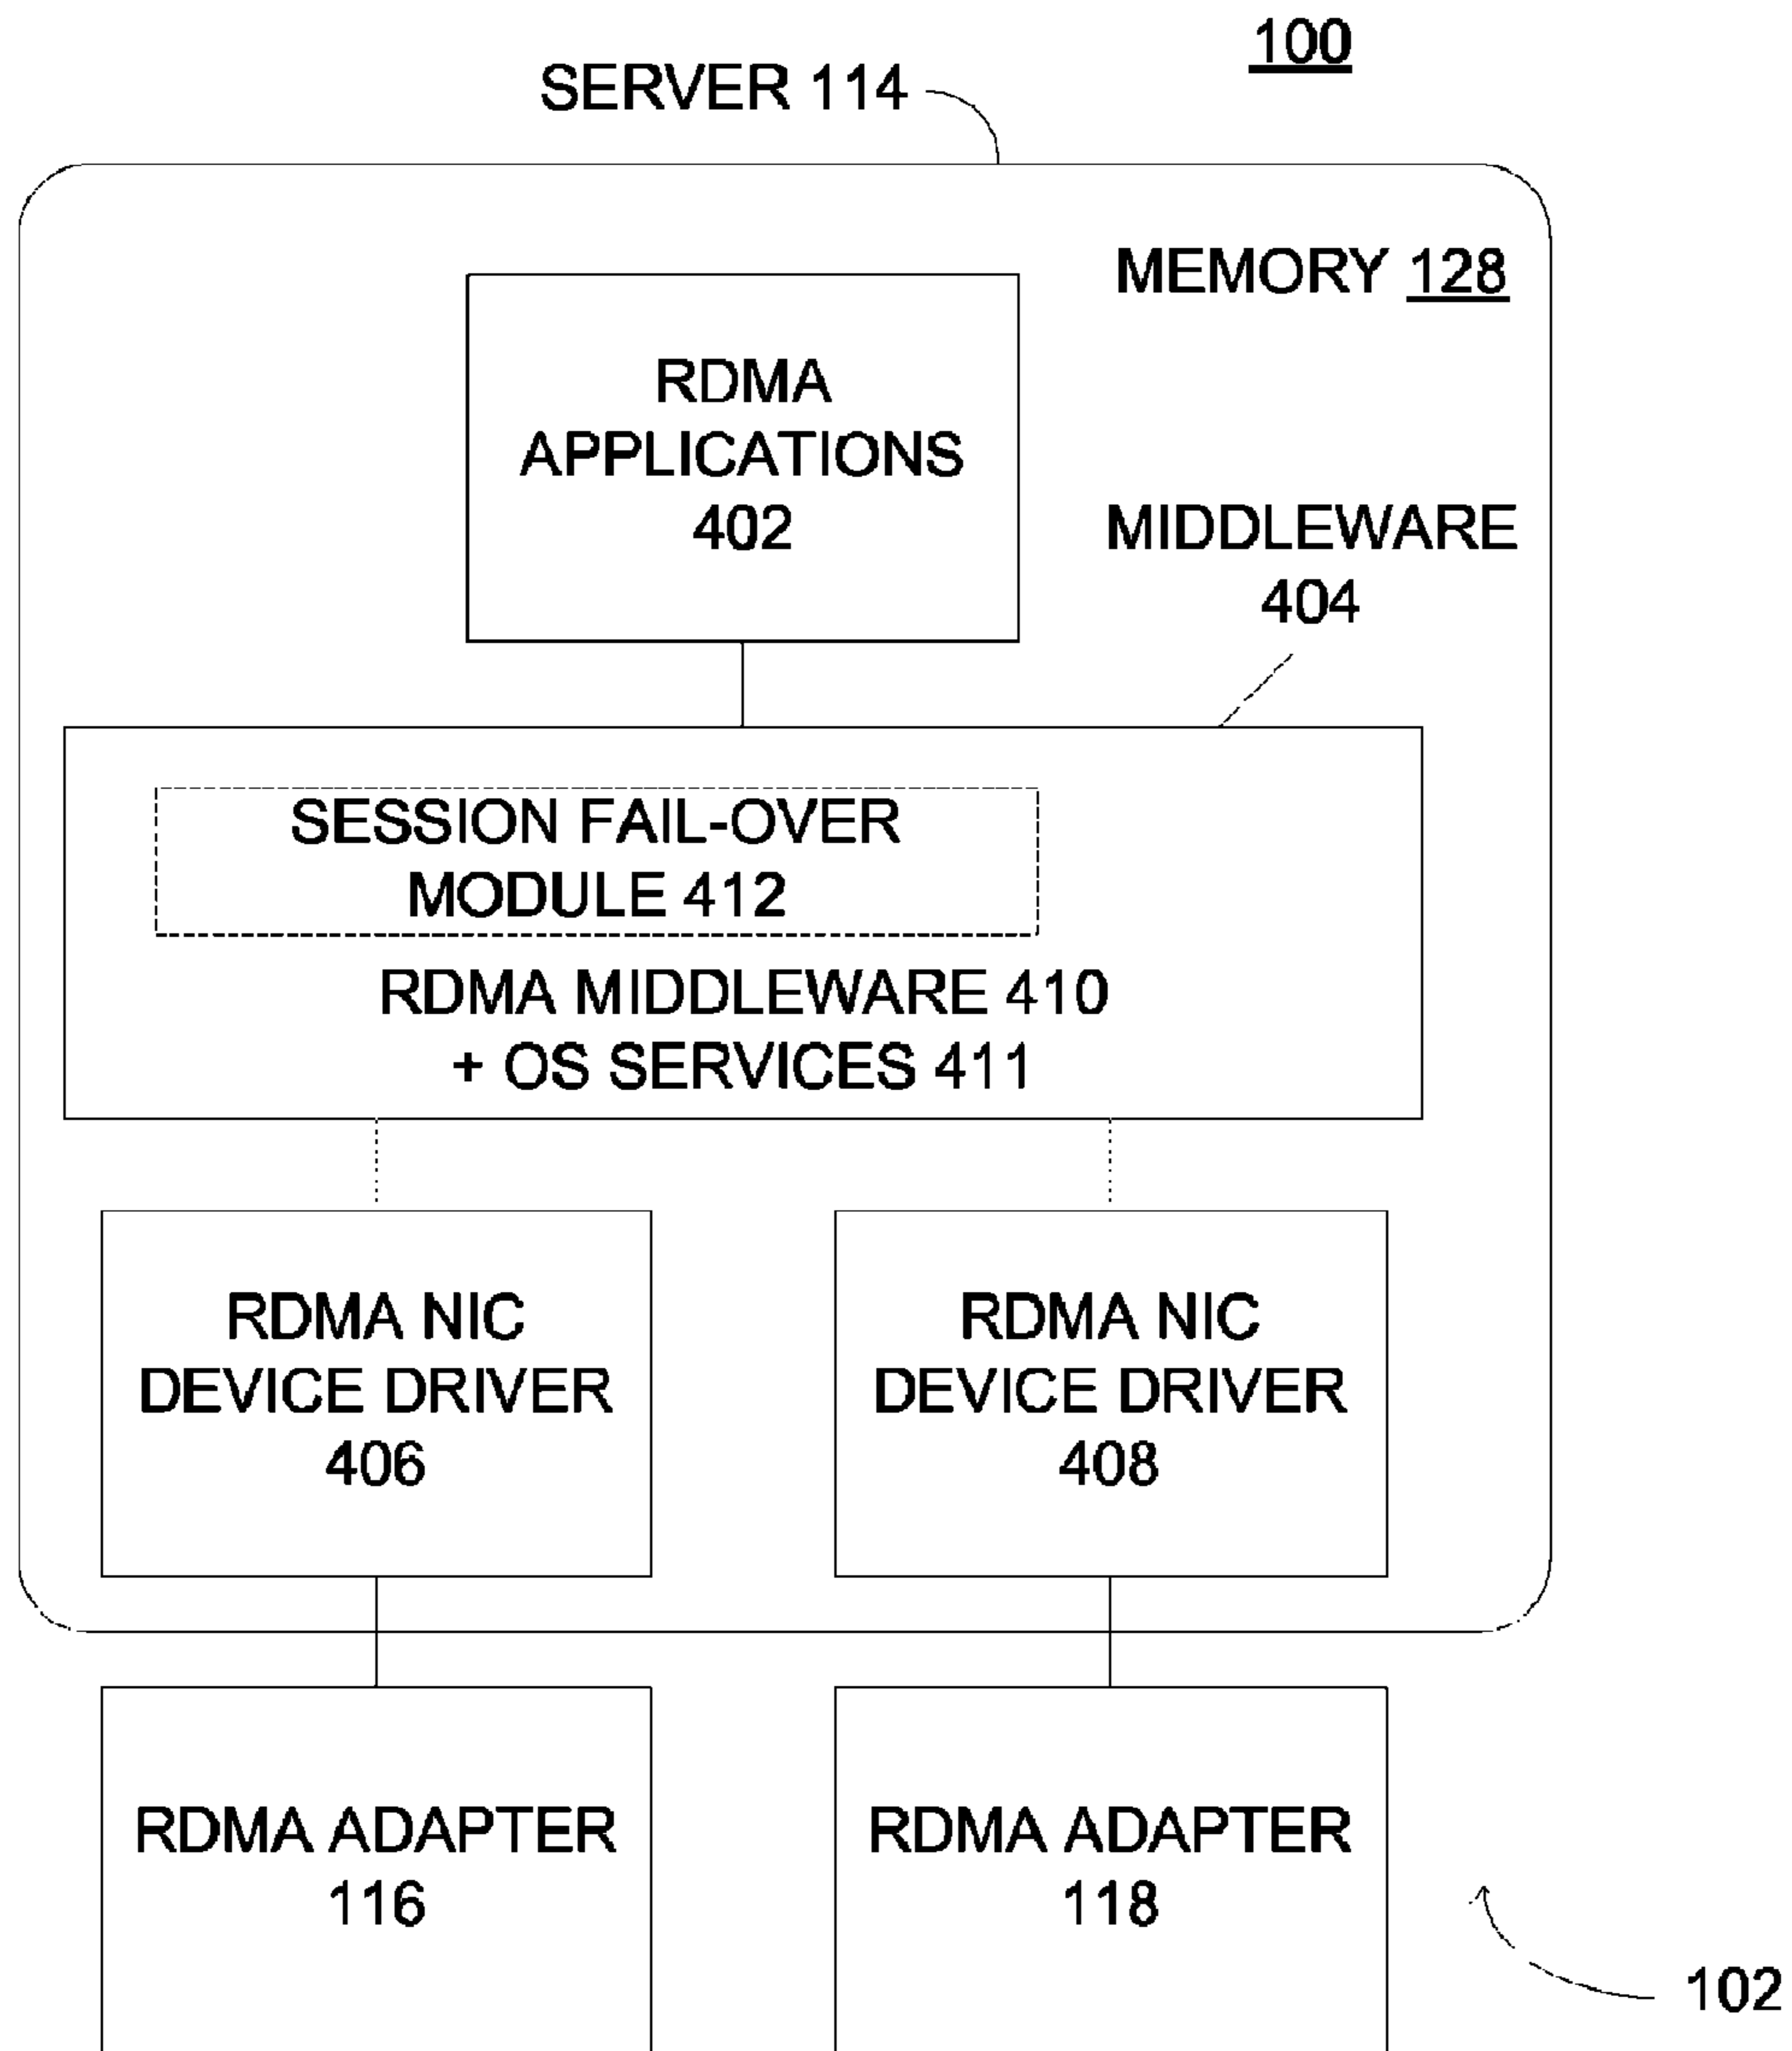 100
SERVER 114
MEMORY 128
RDMA
APPLICATIONS
402
MIDDLEWARE
404
SESSION FAIL-OVER
MODULE 412
RDMA MIDDLEWARE 410
+ OS SERVICES 411
RDMA NIC
DEVICE DRIVER
406
RDMA NIC
DEVICE DRIVER
408
RDMA ADAPTER
116
RDMA ADAPTER
118
102